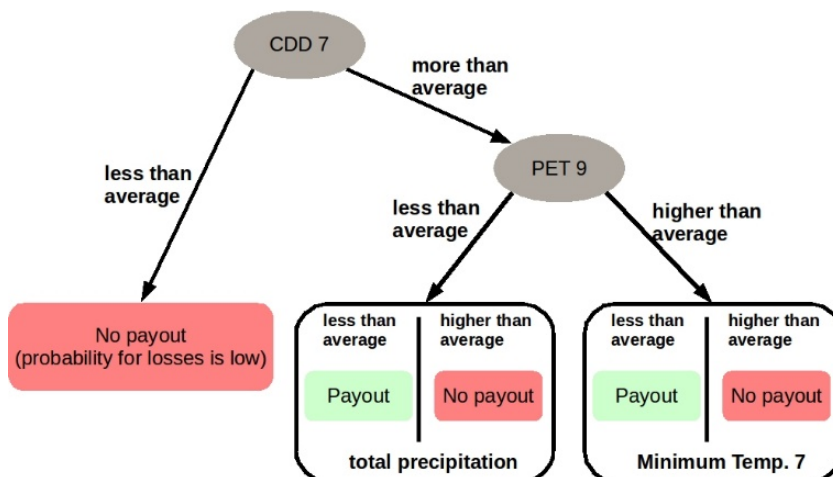 CDD 7
more than
average
less than
average
PET 9
less than
average
higher than
average
No payout
(probability for losses is low)
less than
average
higher than
average
Payout
No payout
total precipitation
less than
average
higher than
average
Payout
No payout
Minimum Temp. 7